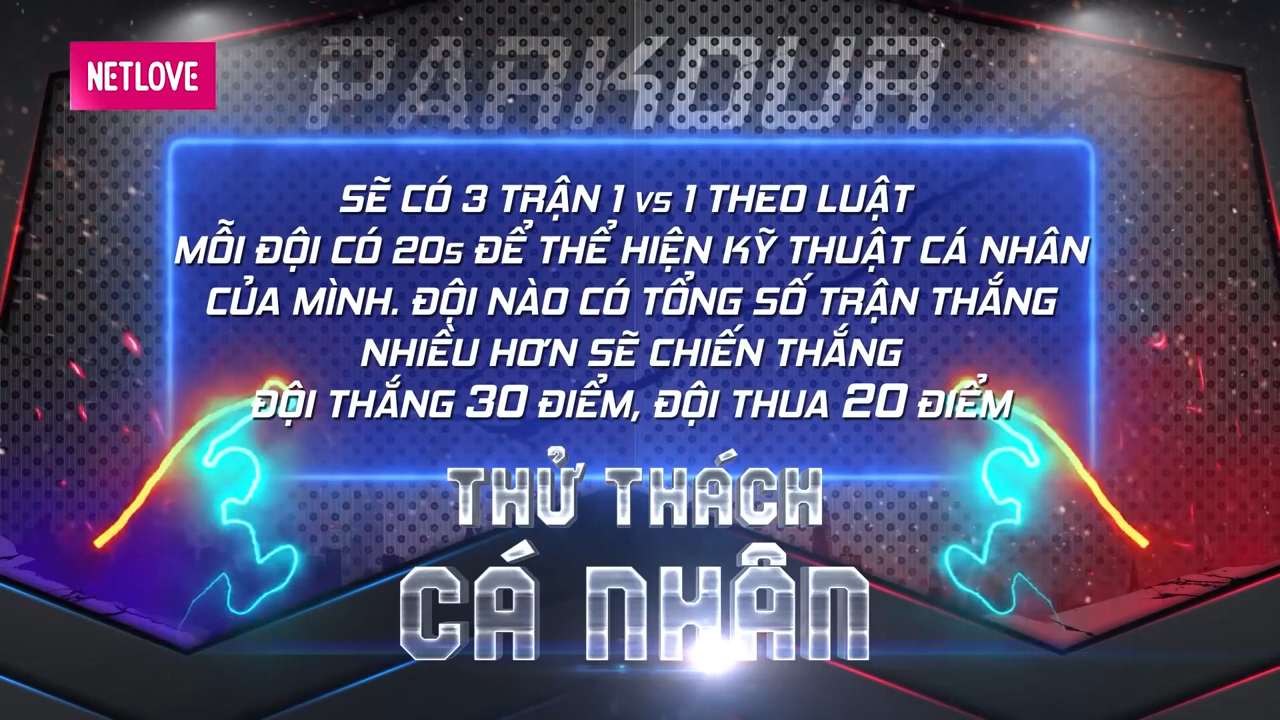 NETLOVE
PARKOUR
SẼ CÓ 3 TRẬN 1 VS 1 THEO LUẬT
MỖI ĐỘI CÓ 20S ĐỂ THỂ HIỆN KỸ THUẬT CÁ NHÂN
CỦA MÌNH. ĐỘI NÀO CÓ TỔNG SỐ TRẬN THẮNG
NHIỀU HƠN SẼ CHIẾN THẮNG
ĐỘI THẮNG 30 ĐIỂM, ĐỘI THUA 20 ĐIỂM
THỬ THÁCH
CÁ NHÂN